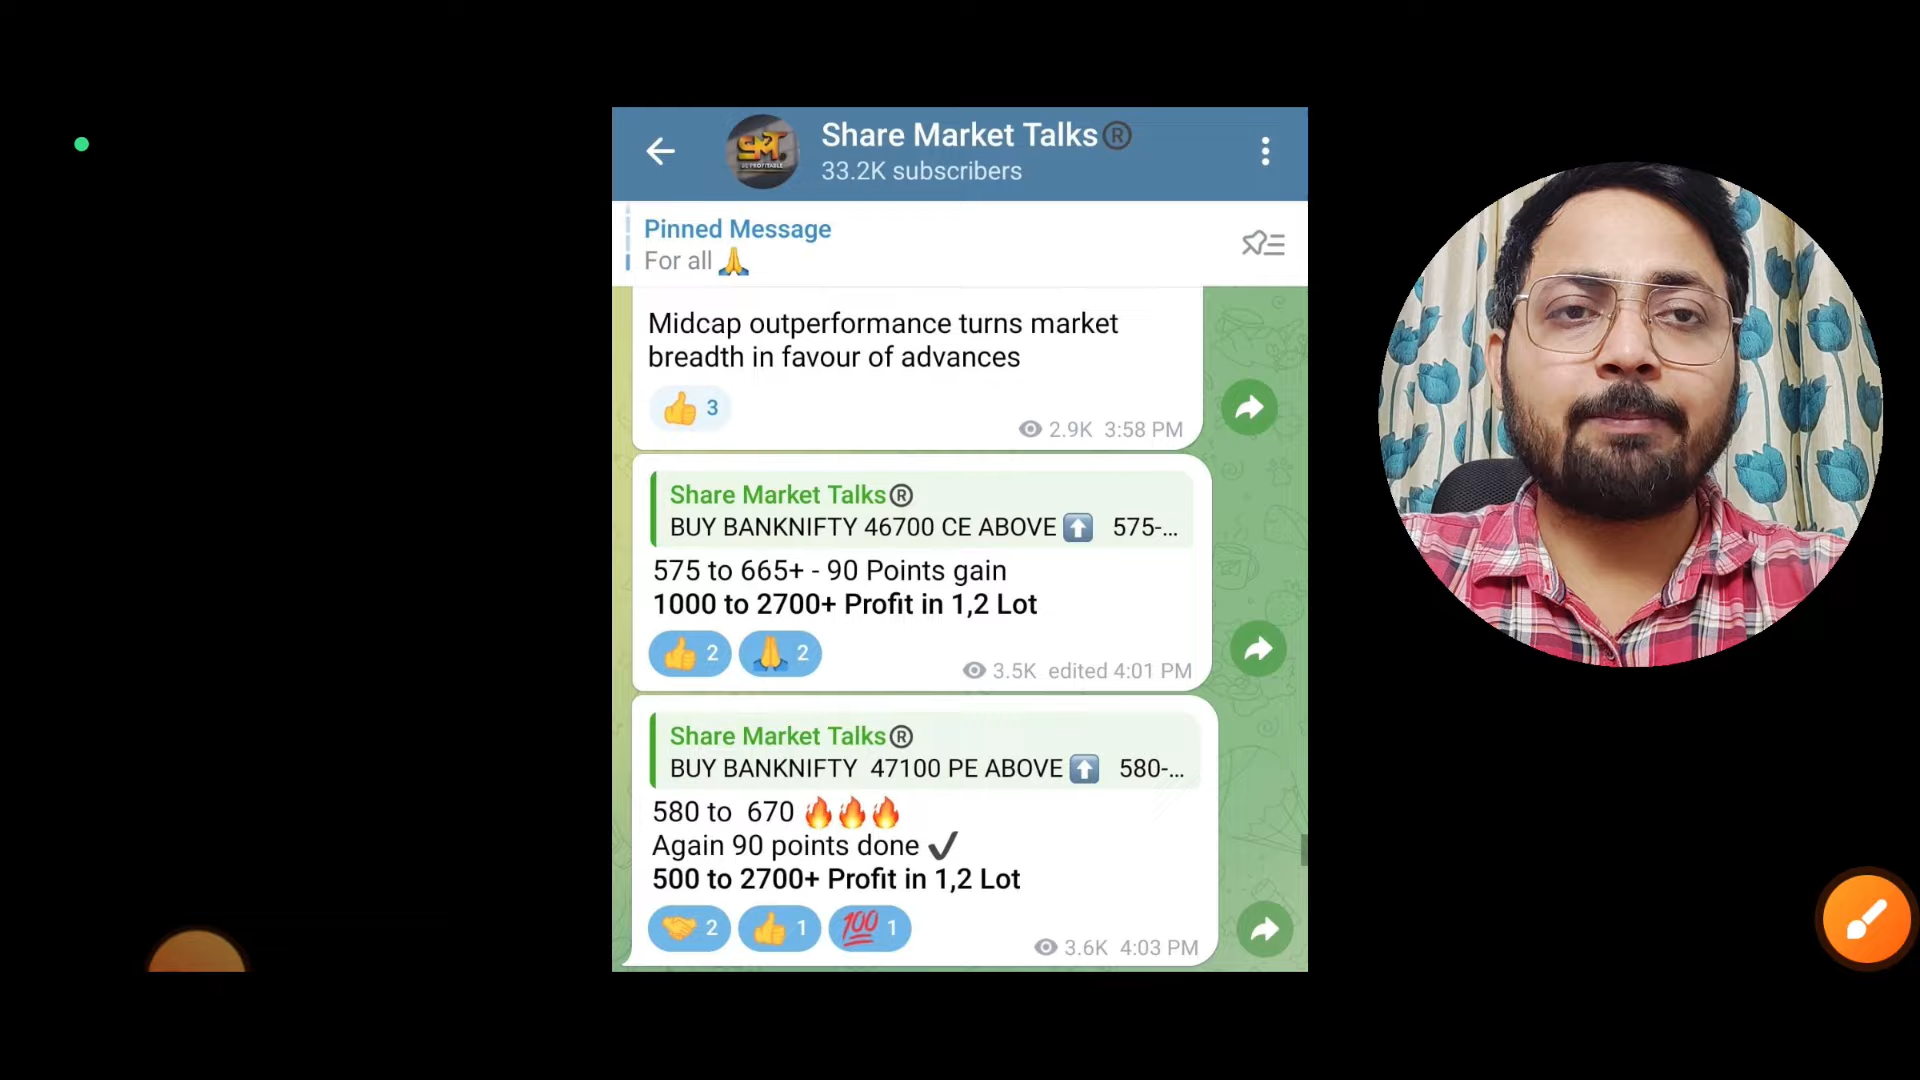 Share Market Talks®
33.2K subscribers
Pinned Message
For all 🙏
Midcap outperformance turns market
breadth in favour of advances
👍 3
2.9K 3:58 PM
Share Market Talks®
BUY BANKNIFTY 46700 CE ABOVE ⬆️ 575-...
575 to 665+ - 90 Points gain
1000 to 2700+ Profit in 1,2 Lot
👍 2 🙏 2
3.5K edited 4:01 PM
Share Market Talks®
BUY BANKNIFTY 47100 PE ABOVE ⬆️ 580-...
580 to 670 🔥🔥🔥
Again 90 points done ✔️
500 to 2700+ Profit in 1,2 Lot
🤝 2 👍 1 💯 1
3.6K 4:03 PM